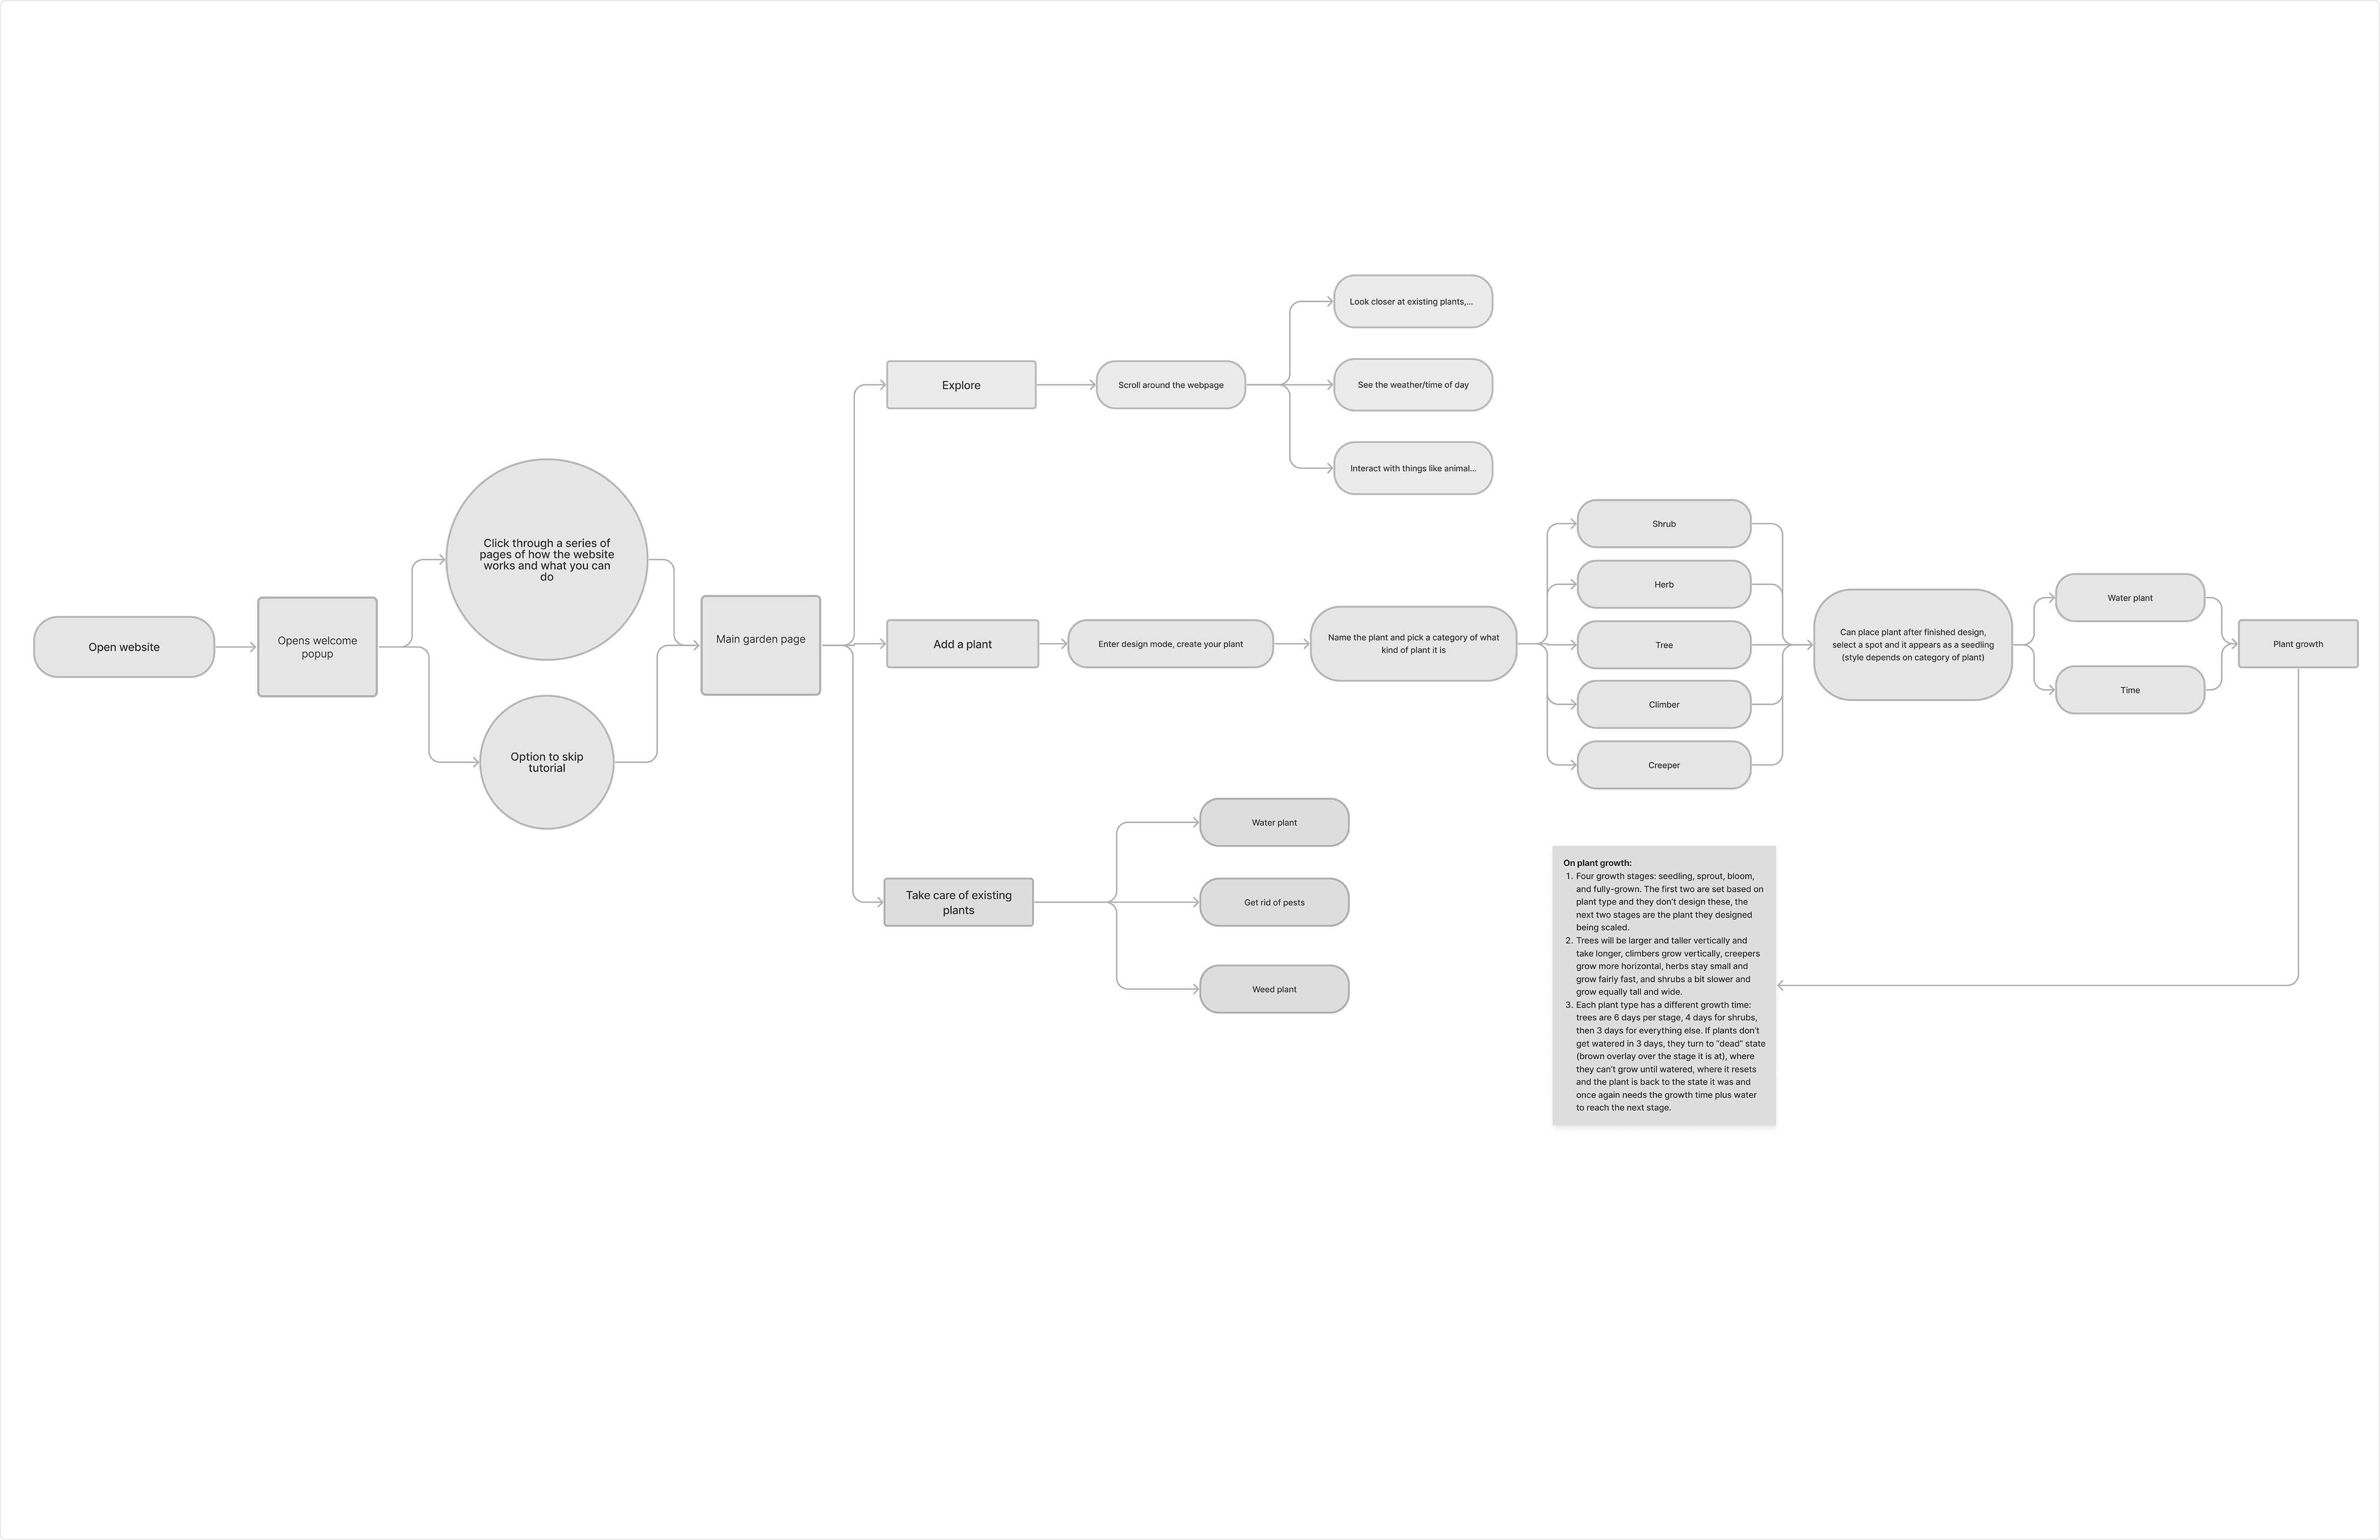 Open website
Opens welcome
popup
Click through a series of
pages of how the website
works and what you can
do
Option to skip
tutorial
Main garden page
Explore
Scroll around the webpage
Look closer at existing plants,...
See the weather/time of day
Interact with things like animal...
Add a plant
Enter design mode, create your plant
Name the plant and pick a category of what
kind of plant it is
Shrub
Herb
Tree
Climber
Creeper
Can place plant after finished design,
select a spot and it appears as a seedling
(style depends on category of plant)
Water plant
Time
Plant growth
Take care of existing
plants
Water plant
Get rid of pests
Weed plant
On plant growth:
1. Four growth stages: seedling, sprout, bloom,
and fully-grown. The first two are set based on
plant type and they don’t design these, the
next two stages are the plant they designed
being scaled.
2. Trees will be larger and taller vertically and
take longer, climbers grow vertically, creepers
grow more horizontal, herbs stay small and
grow fairly fast, and shrubs a bit slower and
grow equally tall and wide.
3. Each plant type has a different growth time:
trees are 6 days per stage, 4 days for shrubs,
then 3 days for everything else. If plants don’t
get watered in 3 days, they turn to “dead” state
(brown overlay over the stage it is at), where
they can’t grow until watered, where it resets
and the plant is back to the state it was and
once again needs the growth time plus water
to reach the next stage.